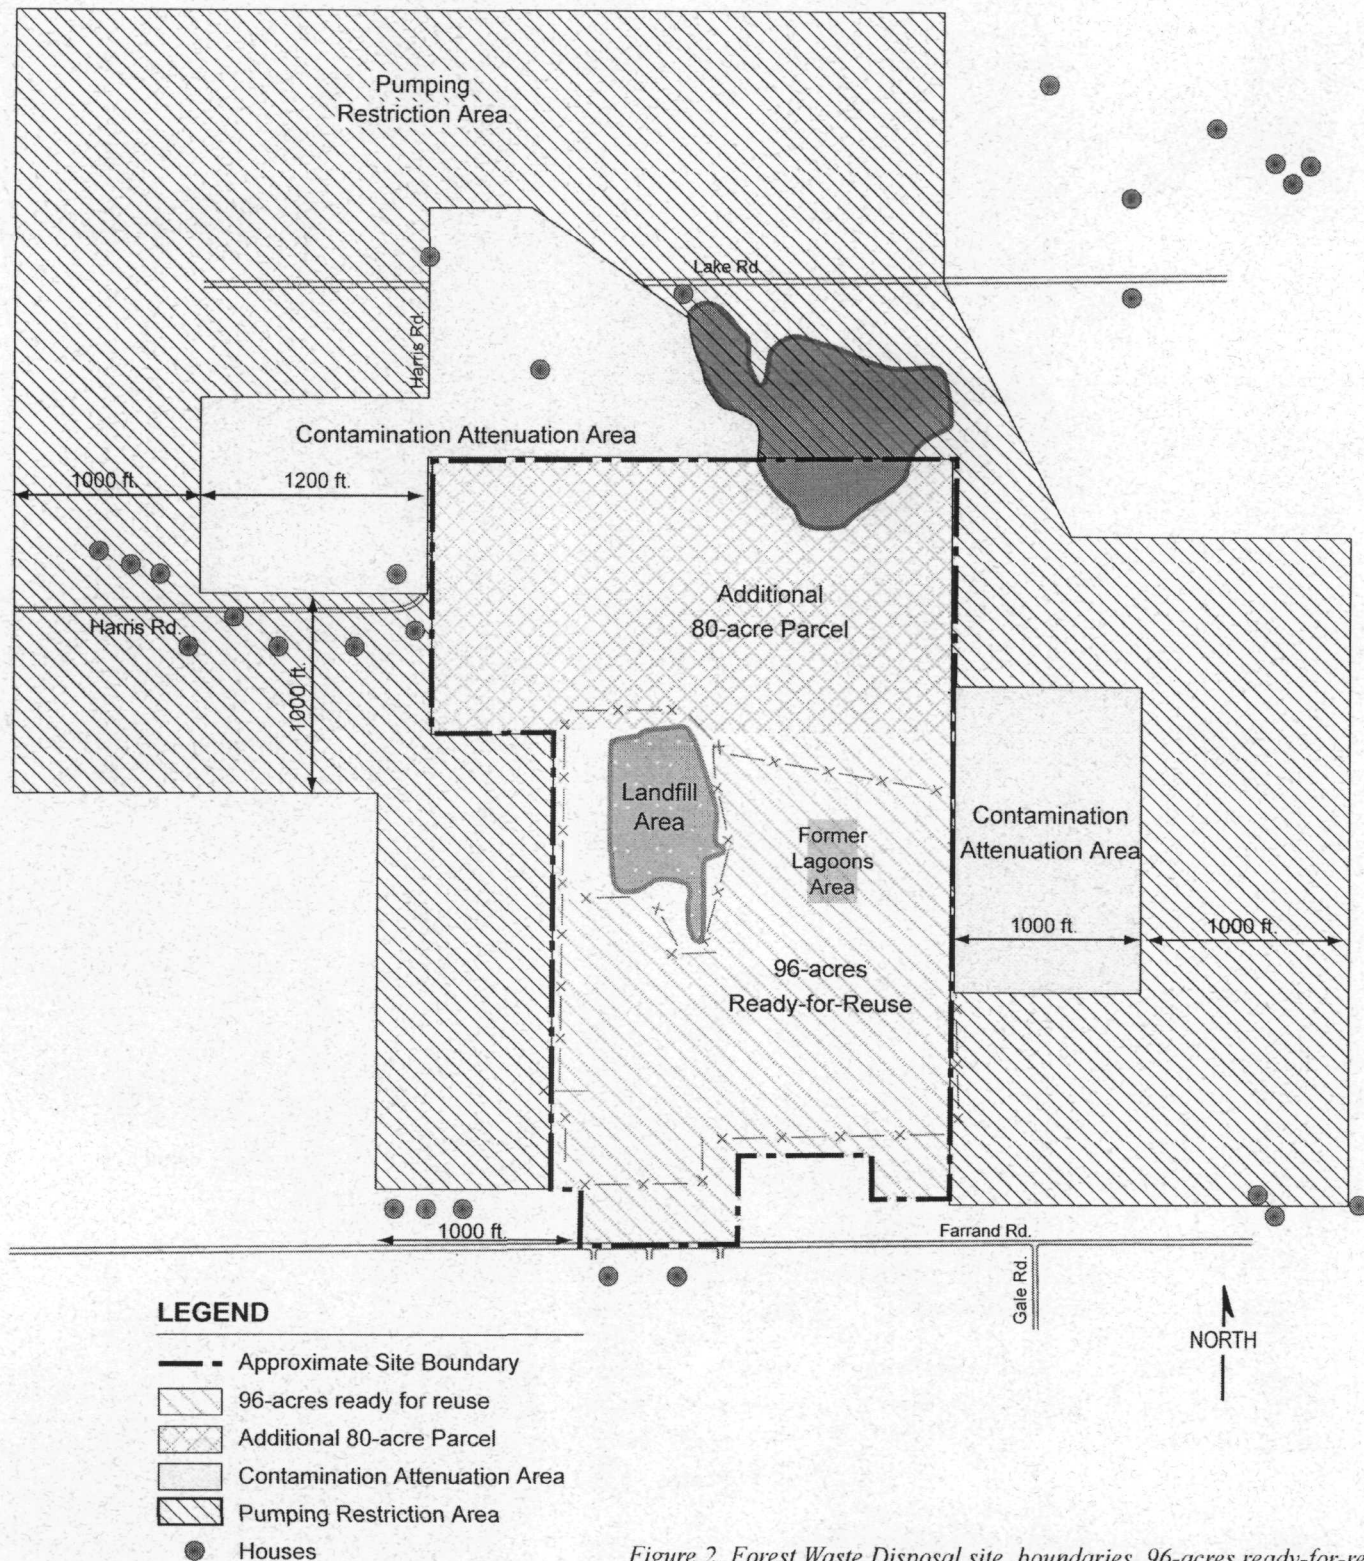 Pumping
Restriction Area
Lake Rd.
Harris Rd.
Contamination Attenuation Area
1000 ft.
1200 ft.
Additional
80-acre Parcel
Harris Rd.
1000 ft.
Landfill
Area
Former
Lagoons
Area
Contamination
Attenuation Area
1000 ft.
1000 ft.
96-acres
Ready-for-Reuse
1000 ft.
Farrand Rd.
Gale Rd.
NORTH
LEGEND
Approximate Site Boundary
96-acres ready for reuse
Additional 80-acre Parcel
Contamination Attenuation Area
Pumping Restriction Area
Houses
Figure 2. Forest Waste Disposal site, boundaries, 96-acres ready-for-re